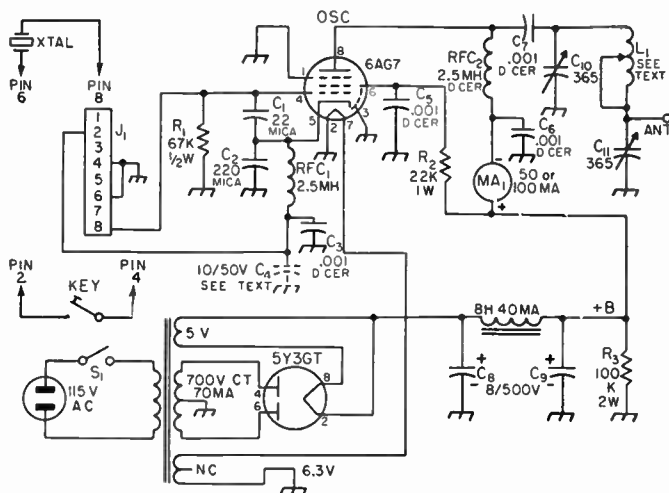 OSC
XTAL
PIN
6
PIN
8
1
2
3
4
5
6
7
8
J1
R1
67K
1/2W
C1
22
MICA
C2
220
MICA
RFC1
2.5MH
1
4
5
2
7
3
6
8
6AG7
C5
.001
D CER
R2
22K
1W
RFC2
2.5MH
D CER
C7
.001
D CER
C10
365
L1
SEE
TEXT
C6
.001
D CER
C11
365
ANT
MA1
50 or
100 MA
-
+
C3
.001
D CER
10/50V C4
SEE TEXT
PIN
2
KEY
PIN
4
S1
115V
AC
5V
700V CT
70MA
NC
6.3V
5Y3GT
4
6
8
2
8H 40MA
+B
+
-
C8
8/500V
+
-
C9
R3
100
K
2W